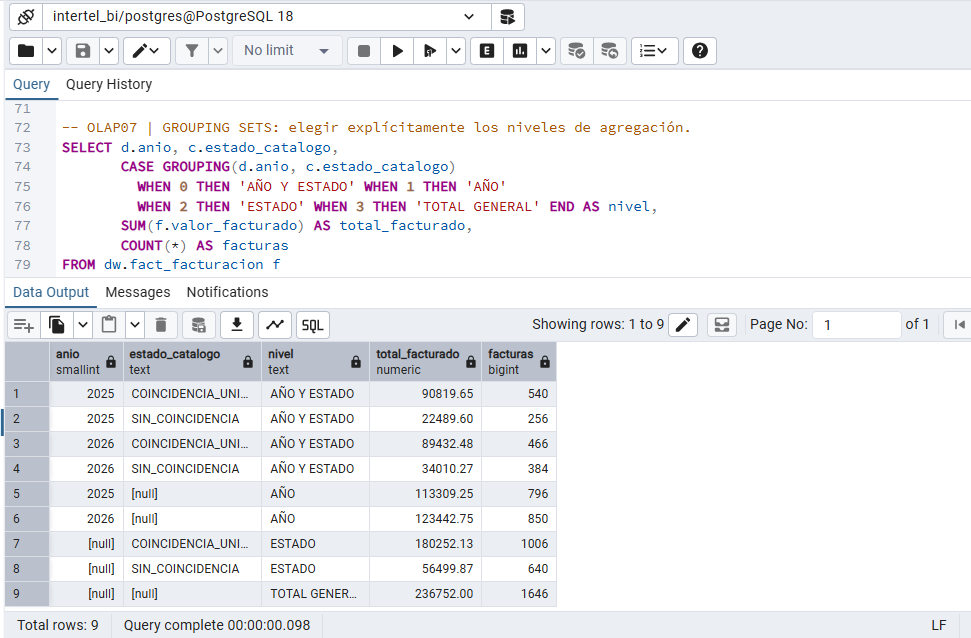 intertel_bi/postgres@PostgreSQL 18
No limit
E
Query Query History
71
72 -- OLAP07 | GROUPING SETS: elegir explícitamente los niveles de agregación.
73 SELECT d.anio, c.estado_catalogo,
74 CASE GROUPING(d.anio, c.estado_catalogo)
75 WHEN 0 THEN 'AÑO Y ESTADO' WHEN 1 THEN 'AÑO'
76 WHEN 2 THEN 'ESTADO' WHEN 3 THEN 'TOTAL GENERAL' END AS nivel,
77 SUM(f.valor_facturado) AS total_facturado,
78 COUNT(*) AS facturas
79 FROM dw.fact_facturacion f
Data Output Messages Notifications
SQL Showing rows: 1 to 9 Page No: 1 of 1
anio estado_catalogo nivel total_facturado facturas
smallint text text numeric bigint
1 2025 COINCIDENCIA_UNI... AÑO Y ESTADO 90819.65 540
2 2025 SIN_COINCIDENCIA AÑO Y ESTADO 22489.60 256
3 2026 COINCIDENCIA_UNI... AÑO Y ESTADO 89432.48 466
4 2026 SIN_COINCIDENCIA AÑO Y ESTADO 34010.27 384
5 2025 [null] AÑO 113309.25 796
6 2026 [null] AÑO 123442.75 850
7 [null] COINCIDENCIA_UNI... ESTADO 180252.13 1006
8 [null] SIN_COINCIDENCIA ESTADO 56499.87 640
9 [null] [null] TOTAL GENER... 236752.00 1646
Total rows: 9 Query complete 00:00:00.098 LF